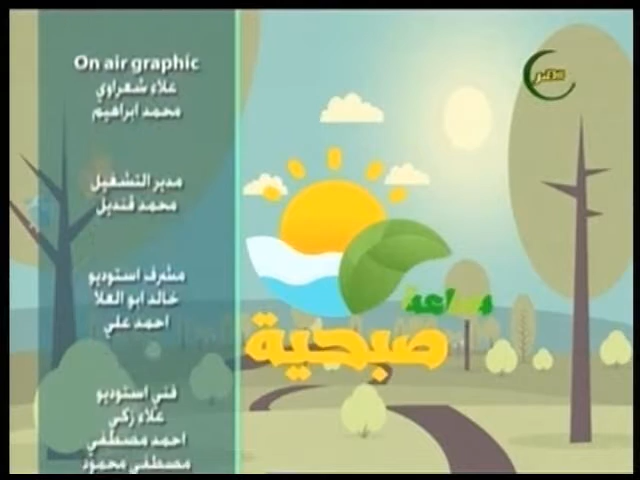 On air graphic
علاء شعراوي
محمد ابراهيم
مدير التشغيل
محمد قنديل
مشرف استوديو
خالد ابو العلا
احمد علي
فني استوديو
علاء زكي
احمد مصطفي
مصطفي محمود
ساعة
صبحية